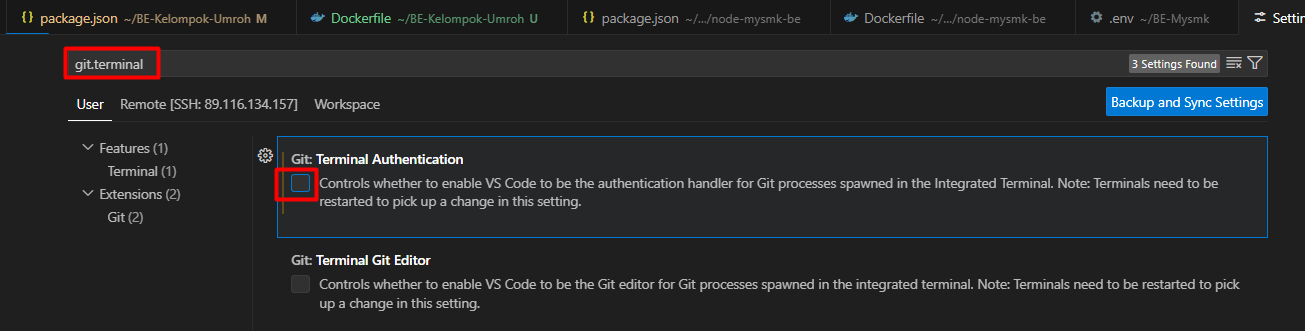 {} package.json ~/BE-Kelompok-Umroh M
Dockerfile ~/BE-Kelompok-Umroh U
{} package.json ~/.../node-mysmk-be
Dockerfile ~/.../node-mysmk-be
.env ~/BE-Mysmk
Settin
git.terminal
3 Settings Found
User
Remote [SSH: 89.116.134.157]
Workspace
Backup and Sync Settings
Features (1)
Terminal (1)
Extensions (2)
Git (2)
Git: Terminal Authentication
Controls whether to enable VS Code to be the authentication handler for Git processes spawned in the Integrated Terminal. Note: Terminals need to be
restarted to pick up a change in this setting.
Git: Terminal Git Editor
Controls whether to enable VS Code to be the Git editor for Git processes spawned in the integrated terminal. Note: Terminals need to be restarted to pick
up a change in this setting.